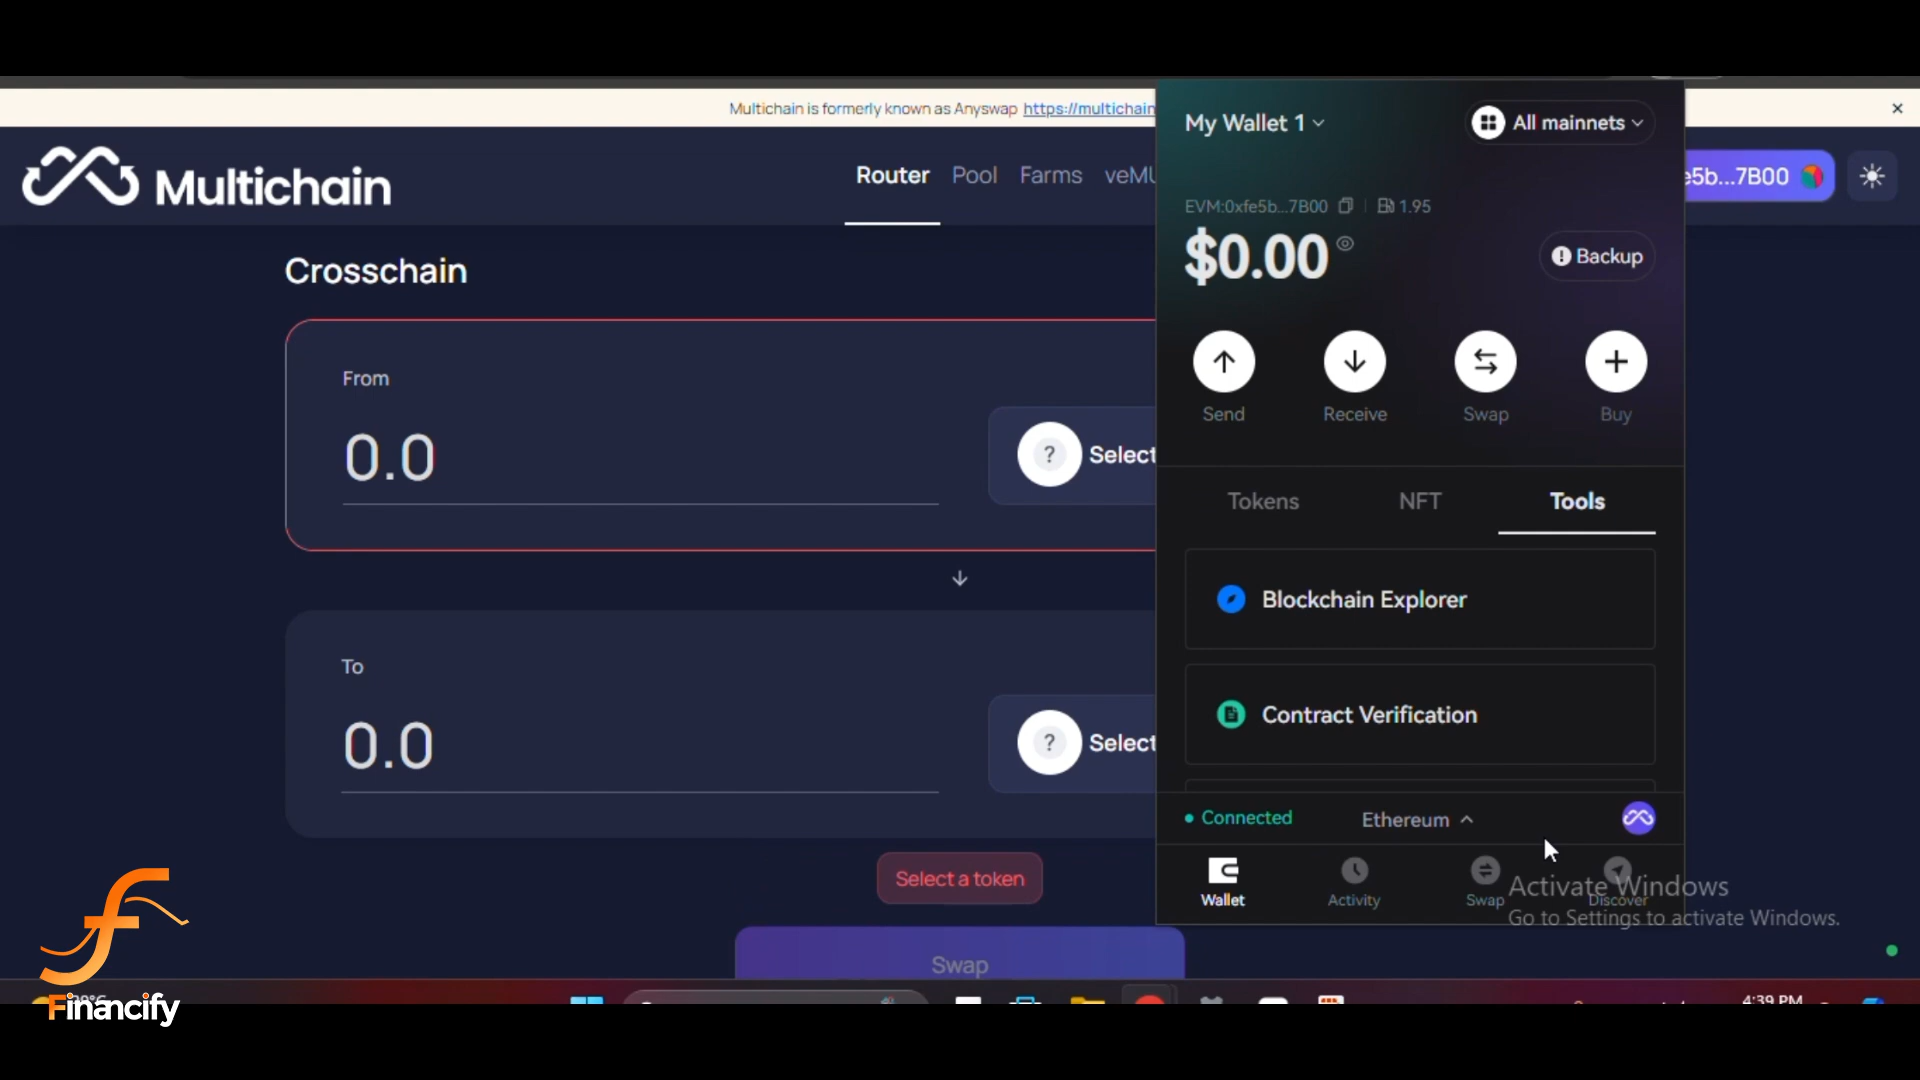 Multichain is formerly known as Anyswap https://multichain
Multichain
Router Pool Farms veMU
e5b...7B00
My Wallet 1
All mainnets
EVM:0xfe5b...7B00 1.95
$0.00
Backup
Send Receive Swap Buy
Tokens NFT Tools
Crosschain
From
0.0
? Select
To
0.0
? Select
Select a token
Swap
Blockchain Explorer
Contract Verification
Connected Ethereum
Wallet Activity Swap Discover
Activate Windows
Go to Settings to activate Windows.
4:39 PM
Financify